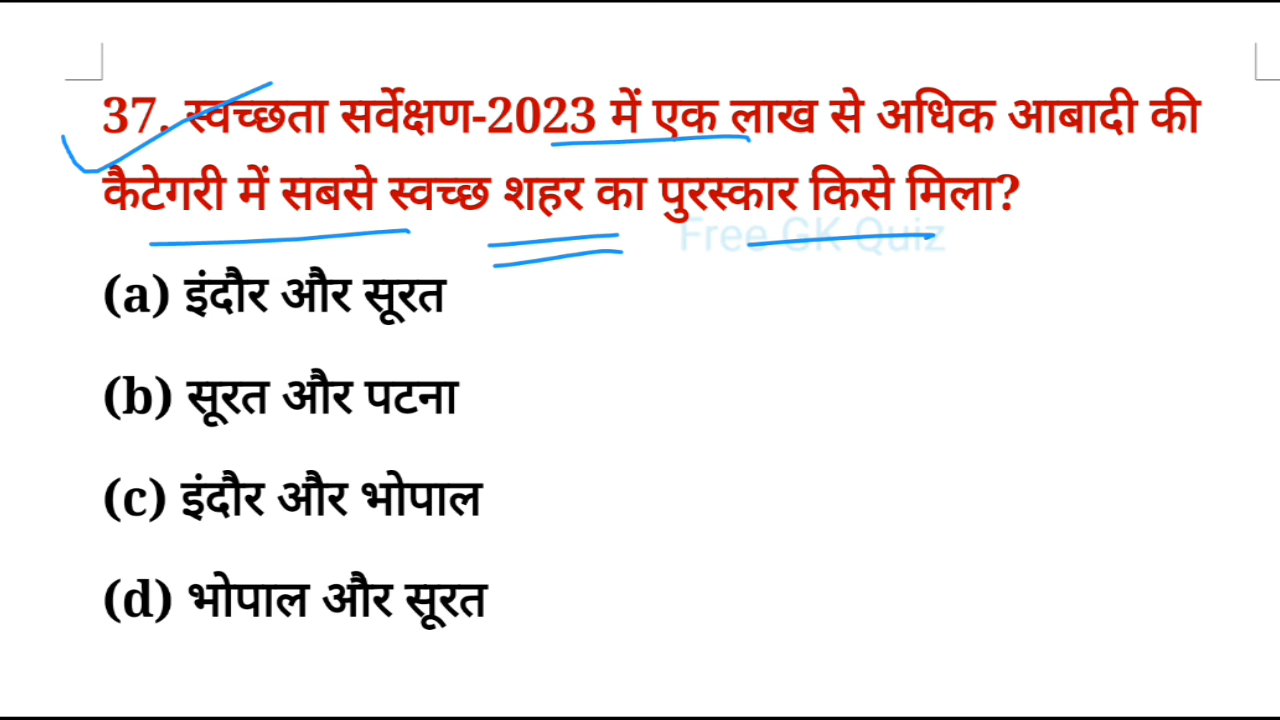 37. स्वच्छता सर्वेक्षण-2023 में एक लाख से अधिक आबादी की
कैटेगरी में सबसे स्वच्छ शहर का पुरस्कार किसे मिला?
Free GK Quiz
(a) इंदौर और सूरत
(b) सूरत और पटना
(c) इंदौर और भोपाल
(d) भोपाल और सूरत